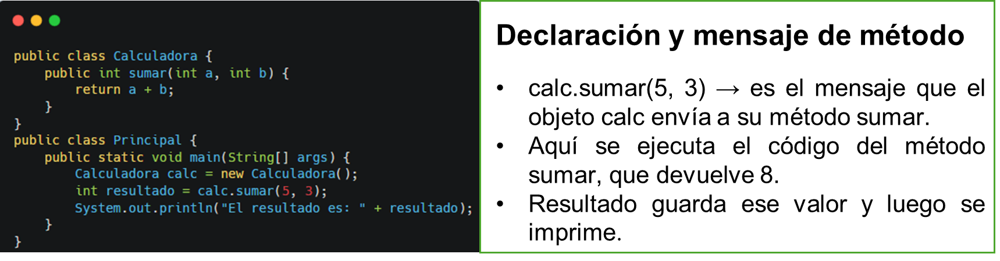 public class Calculadora {
    public int sumar(int a, int b) {
        return a + b;
    }
}
public class Principal {
    public static void main(String[] args) {
        Calculadora calc = new Calculadora();
        int resultado = calc.sumar(5, 3);
        System.out.println("El resultado es: " + resultado);
    }
}
Declaración y mensaje de método
• calc.sumar(5, 3) → es el mensaje que el
objeto calc envía a su método sumar.
• Aquí se ejecuta el código del método
sumar, que devuelve 8.
• Resultado guarda ese valor y luego se
imprime.